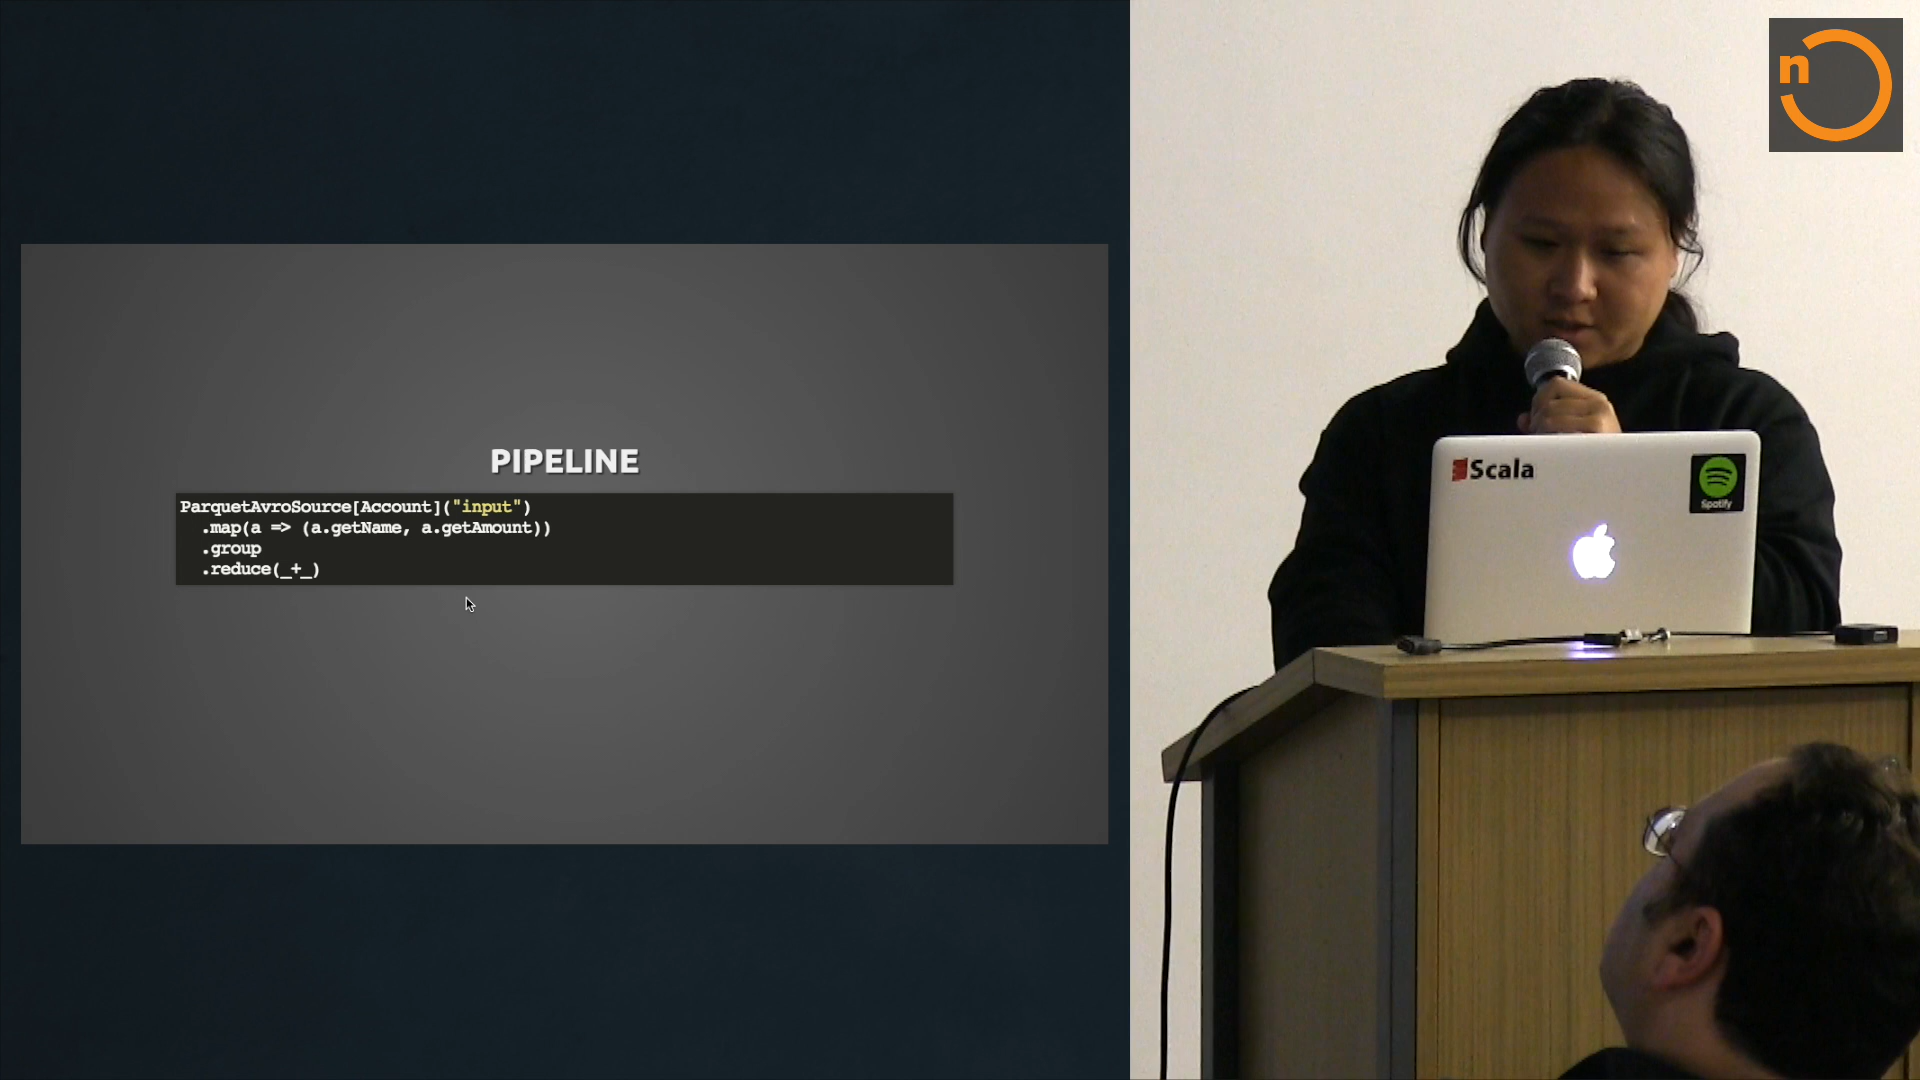 PIPELINE
ParquetAvroSource[Account]("input")
.map(a => (a.getName, a.getAmount))
.group
.reduce(_+_)
n
Scala
Spotify